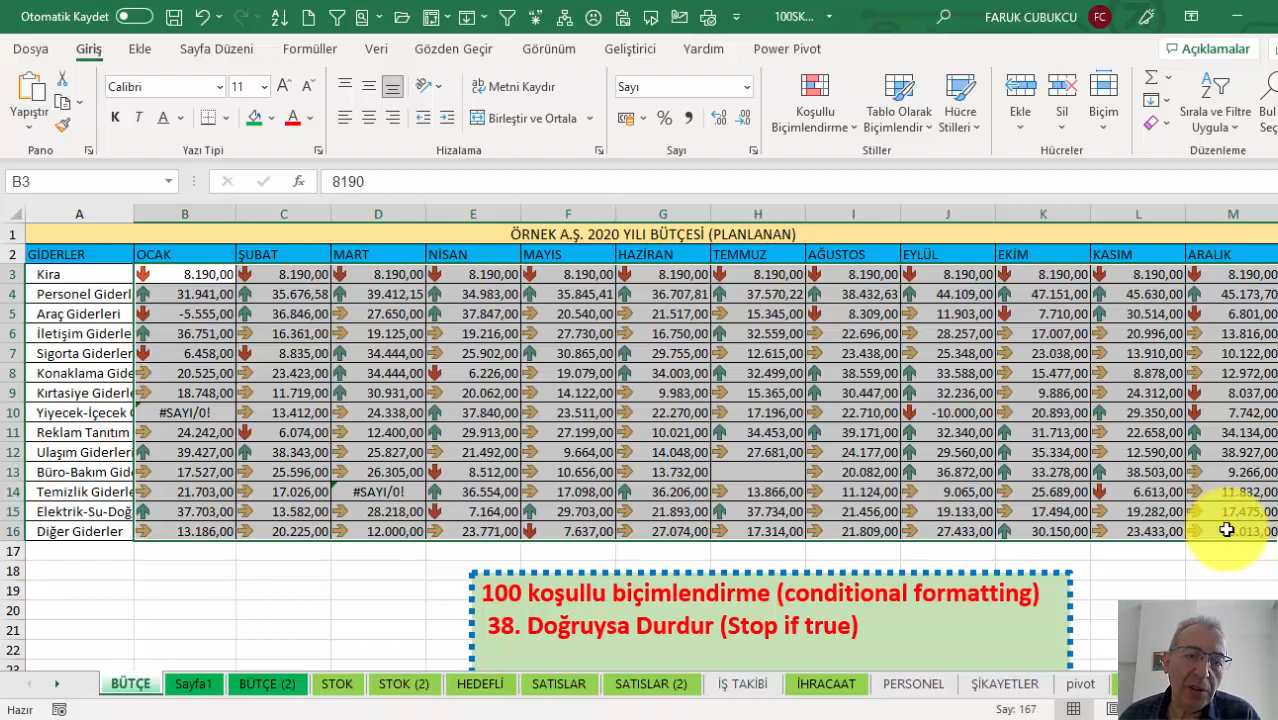 Otomatik Kaydet 100SK... FARUK CUBUKCU FC
Dosya Giriş Ekle Sayfa Düzeni Formüller Veri Gözden Geçir Görünüm Geliştirici Yardım Power Pivot Açıklamalar
Yapıştır Calibri 11 Metni Kaydır Sayı Koşullu Biçimlendirme Tablo Olarak Biçimlendir Hücre Stilleri Ekle Sil Biçim Sırala ve Filtre Uygula
K T A Birleştir ve Ortala
Pano Yazı Tipi Hizalama Sayı Stiller Hücreler Düzenleme
B3 fx 8190
A B C D E F G H I J K L M
1 ÖRNEK A.Ş. 2020 YILI BÜTÇESİ (PLANLANAN)
2 GİDERLER OCAK ŞUBAT MART NİSAN MAYIS HAZİRAN TEMMUZ AĞUSTOS EYLÜL EKİM KASIM ARALIK
3 Kira 8.190,00 8.190,00 8.190,00 8.190,00 8.190,00 8.190,00 8.190,00 8.190,00 8.190,00 8.190,00 8.190,00 8.190,00
4 Personel Giderl 31.941,00 35.676,58 39.412,15 34.983,00 35.845,41 36.707,81 37.570,22 38.432,63 44.109,00 47.151,00 45.630,00 45.173,70
5 Araç Giderleri -5.555,00 36.846,00 27.650,00 37.847,00 20.540,00 21.517,00 15.345,00 8.309,00 11.903,00 7.710,00 30.514,00 6.801,00
6 İletişim Giderle 36.751,00 16.361,00 19.125,00 19.216,00 27.730,00 16.750,00 32.559,00 22.696,00 28.257,00 17.007,00 20.996,00 13.816,00
7 Sigorta Giderler 6.458,00 8.835,00 34.444,00 25.902,00 30.865,00 29.755,00 12.615,00 23.438,00 25.348,00 23.038,00 13.910,00 10.122,00
8 Konaklama Gide 20.525,00 23.423,00 34.444,00 6.226,00 19.079,00 34.003,00 32.499,00 38.559,00 33.588,00 15.477,00 8.878,00 12.972,00
9 Kırtasiye Giderle 18.748,00 11.719,00 30.931,00 20.062,00 14.122,00 9.983,00 15.365,00 30.447,00 32.236,00 9.886,00 24.312,00 8.037,00
10 Yiyecek-İçecek #SAYI/0! 13.412,00 24.338,00 37.840,00 23.511,00 22.270,00 17.196,00 22.710,00 -10.000,00 20.893,00 29.350,00 7.742,00
11 Reklam Tanıtım 24.242,00 6.074,00 12.400,00 29.913,00 27.199,00 10.021,00 34.453,00 39.171,00 32.340,00 31.713,00 22.658,00 34.134,00
12 Ulaşım Giderleri 39.427,00 38.343,00 25.827,00 21.492,00 9.664,00 14.048,00 27.681,00 24.177,00 29.560,00 35.334,00 12.590,00 38.927,00
13 Büro-Bakım Gide 17.527,00 25.596,00 26.305,00 8.512,00 10.656,00 13.732,00 20.082,00 36.872,00 33.278,00 38.503,00 9.266,00
14 Temizlik Giderle 21.703,00 17.026,00 #SAYI/0! 36.554,00 17.098,00 36.206,00 13.866,00 11.124,00 9.065,00 25.689,00 6.613,00 11.832,00
15 Elektrik-Su-Doğ 37.703,00 13.582,00 28.218,00 7.164,00 29.703,00 21.893,00 37.734,00 21.456,00 19.133,00 17.494,00 19.282,00 17.475,00
16 Diğer Giderler 13.186,00 20.225,00 12.000,00 23.771,00 7.637,00 27.074,00 17.314,00 21.809,00 27.433,00 30.150,00 23.433,00
17
18
19 100 koşullu biçimlendirme (conditional formatting)
20
21 38. Doğruysa Durdur (Stop if true)
22
23
BÜTÇE Sayfa1 BÜTÇE (2) STOK STOK (2) HEDEFLİ SATISLAR SATISLAR (2) İŞ TAKİBİ İHRACAAT PERSONEL ŞİKAYETLER pivot
Hazır Say: 167